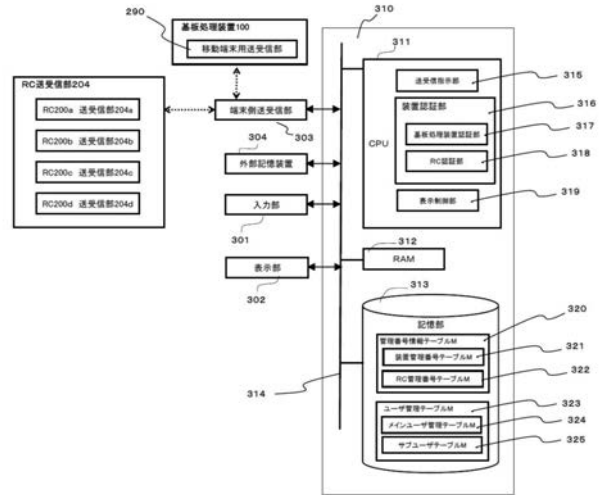 290
基板処理装置100
移動端末用送受信部
RC送受信部204
RC200a 送受信部204a
RC200b 送受信部204b
RC200c 送受信部204c
RC200d 送受信部204d
端末側送受信部
303
304
外部記憶装置
入力部
301
表示部
302
310
311
CPU
送受信指示部
315
装置認証部
316
基板処理装置認証部
317
RC認証部
318
表示制御部
319
312
RAM
313
記憶部
320
管理番号情報テーブルM
装置管理番号テーブルM
321
RC管理番号テーブルM
322
314
ユーザ管理テーブルM
323
メインユーザ管理テーブルM
324
サブユーザテーブルM
325